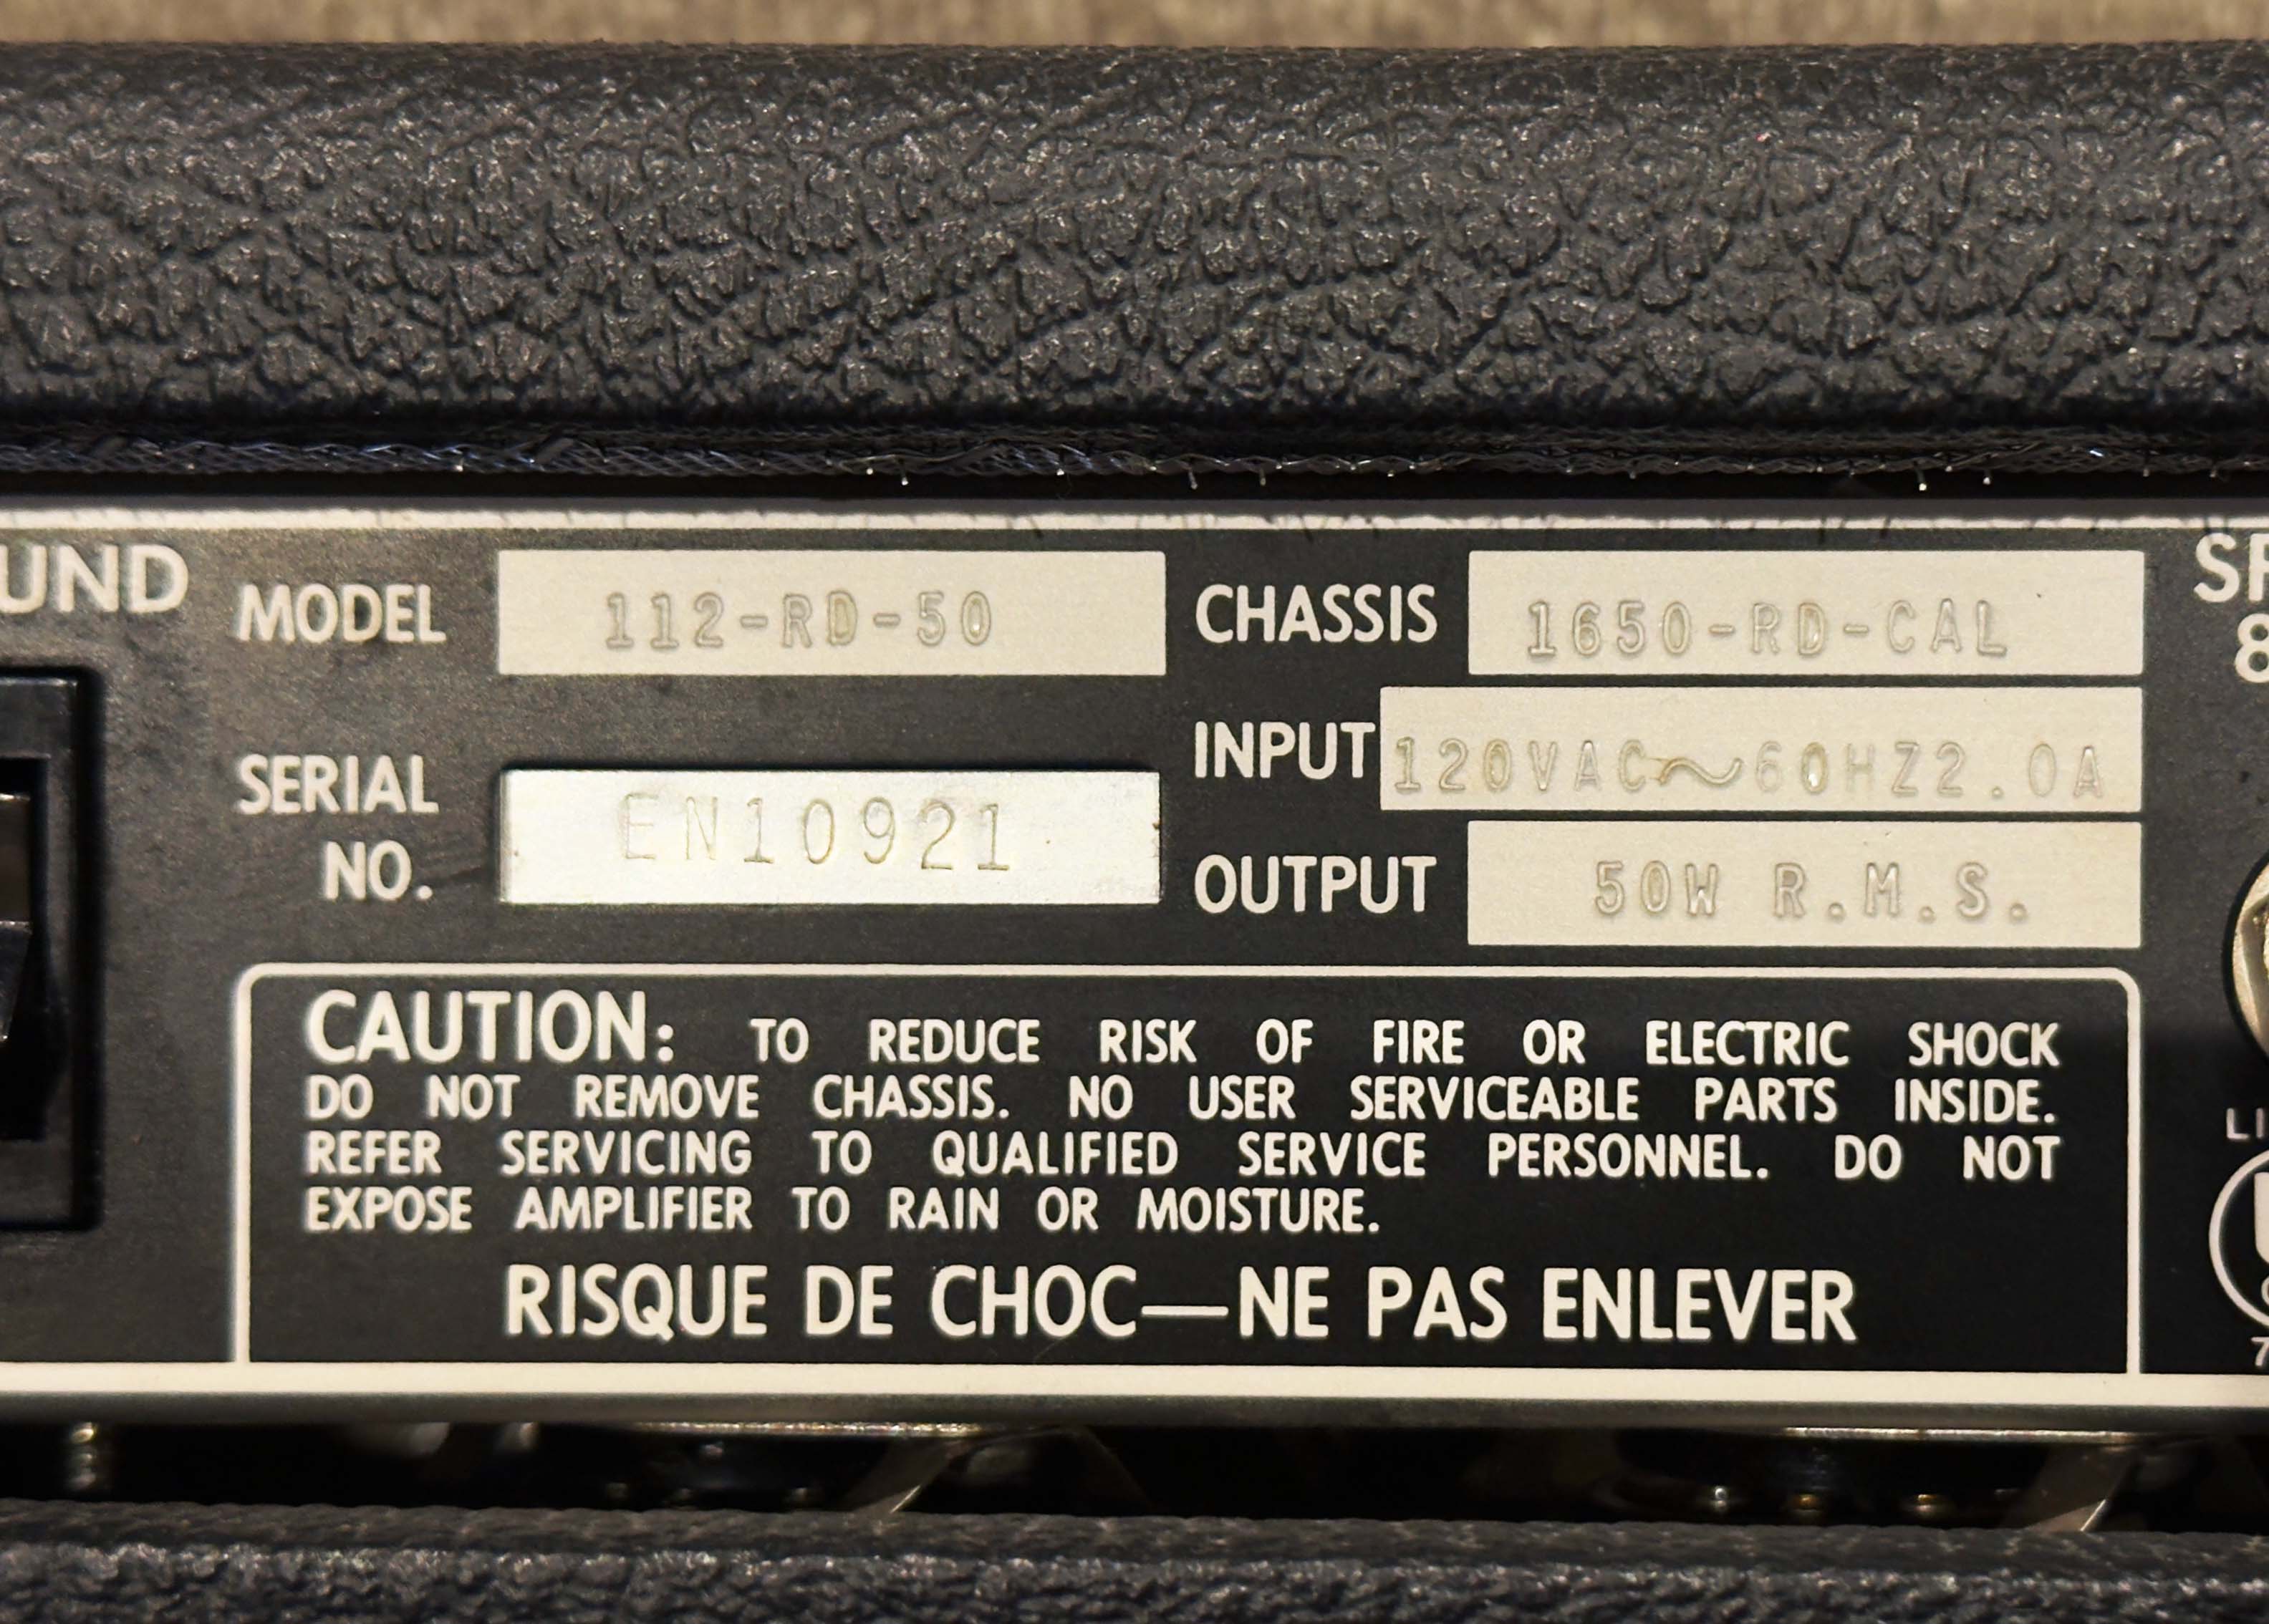 UND
MODEL 112-RD-50
CHASSIS 1650-RD-CAL
SERIAL NO. EN10921
INPUT 120VAC~60HZ2.0A
OUTPUT 50W R.M.S.
CAUTION: TO REDUCE RISK OF FIRE OR ELECTRIC SHOCK
DO NOT REMOVE CHASSIS. NO USER SERVICEABLE PARTS INSIDE.
REFER SERVICING TO QUALIFIED SERVICE PERSONNEL. DO NOT
EXPOSE AMPLIFIER TO RAIN OR MOISTURE.
RISQUE DE CHOC—NE PAS ENLEVER
8
LI